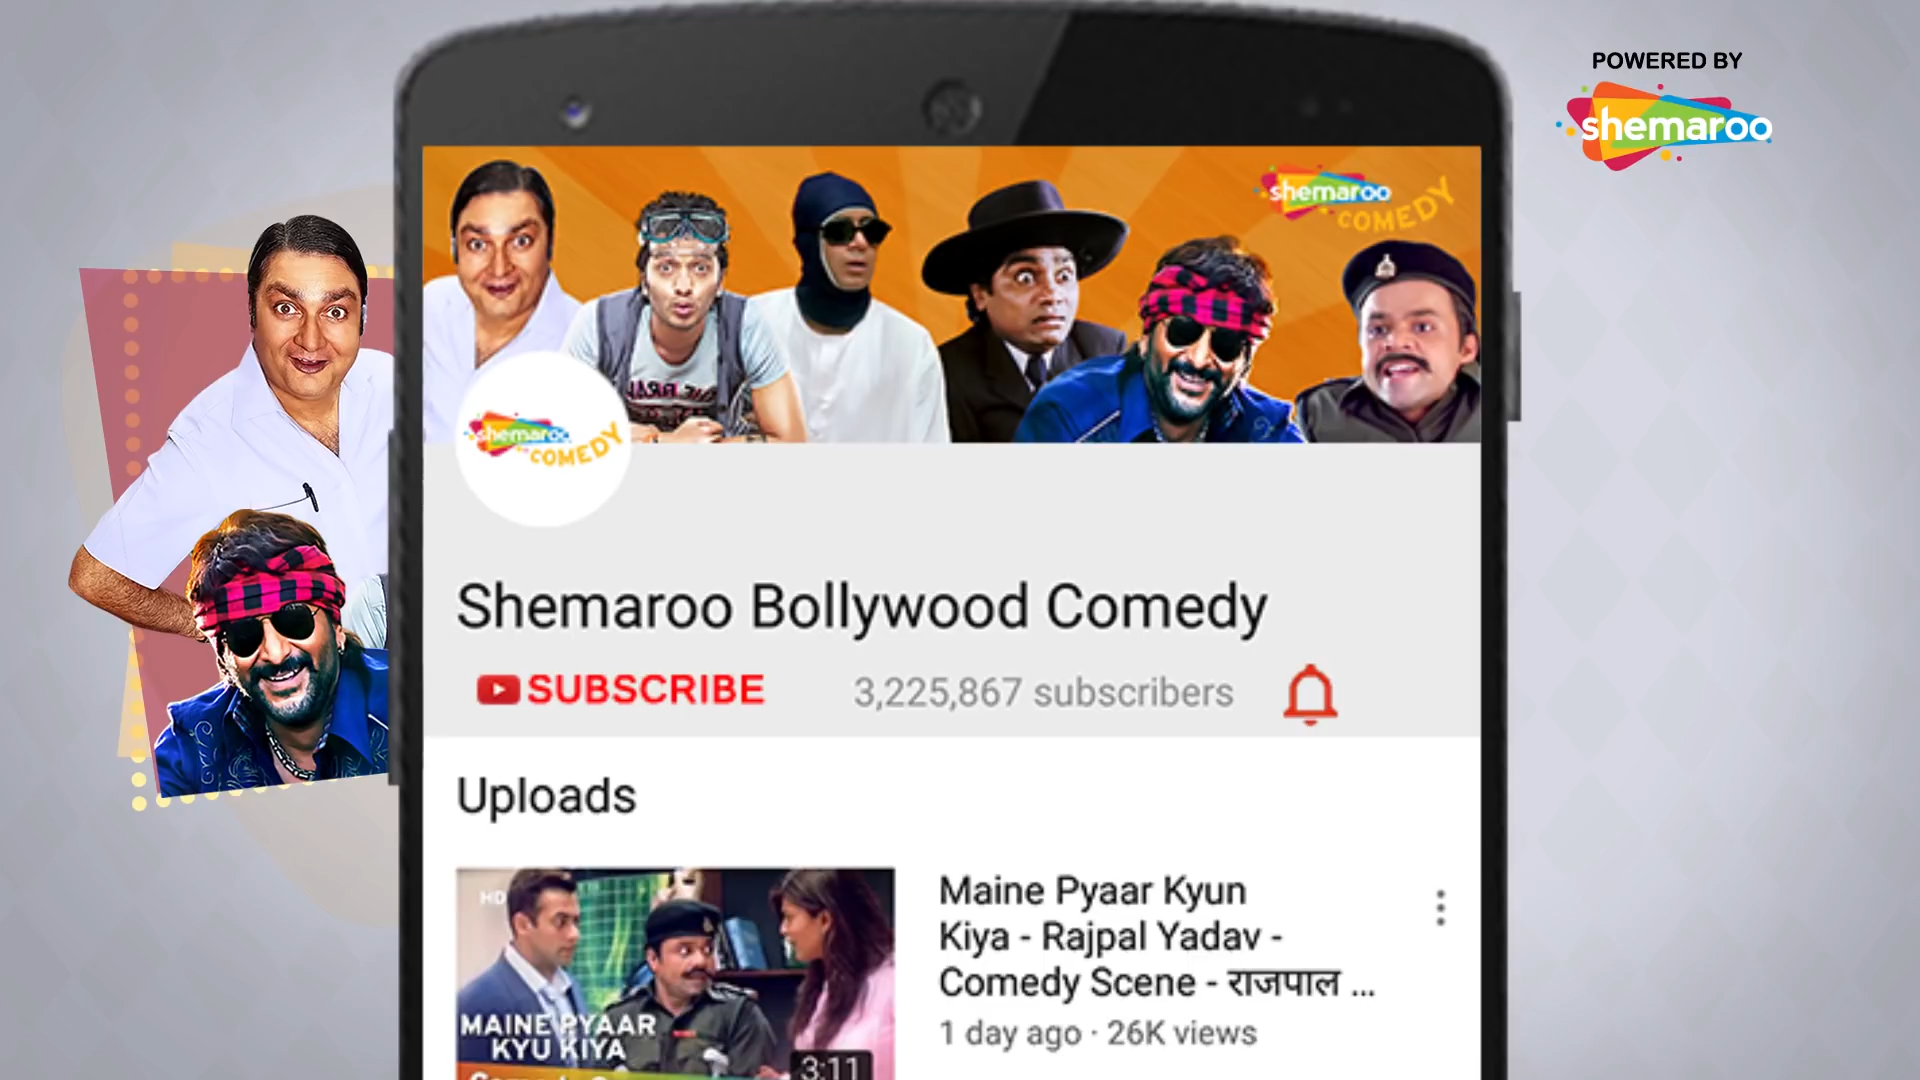 POWERED BY
shemaroo
shemaroo
COMEDY
shemaroo
COMEDY
Shemaroo Bollywood Comedy
SUBSCRIBE 3,225,867 subscribers
Uploads
HD
MAINE PYAAR
KYU KIYA
3:11
Maine Pyaar Kyun
Kiya - Rajpal Yadav -
Comedy Scene - राजपाल ...
1 day ago · 26K views